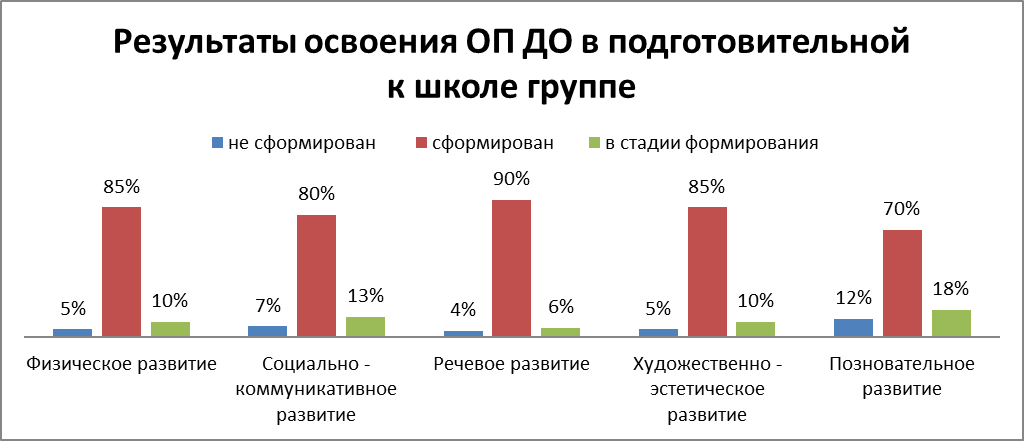 Результаты освоения ОП ДО в подготовительной
к школе группе
не сформирован
сформирован
в стадии формирования
5%
85%
10%
7%
80%
13%
4%
90%
6%
5%
85%
10%
12%
70%
18%
Физическое развитие
Социально -
коммуникативное
развитие
Речевое развитие
Художественно -
эстетическое
развитие
Позновательное
развитие